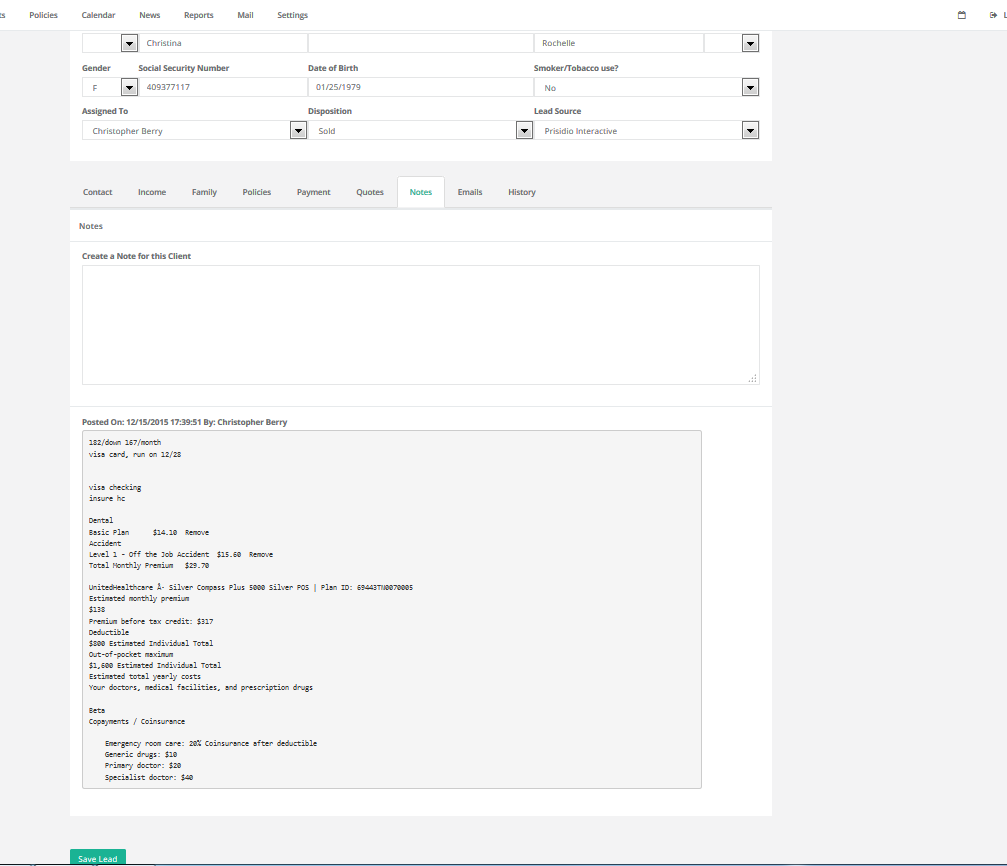 Policies Calendar News Reports Mail Settings
Christina Rochelle
Gender Social Security Number Date of Birth Smoker/Tobacco use?
F 409377117 01/25/1979 No
Assigned To Disposition Lead Source
Christopher Berry Sold Prisidio Interactive
Contact Income Family Policies Payment Quotes Notes Emails History
Notes
Create a Note for this Client
Posted On: 12/15/2015 17:39:51 By: Christopher Berry
182/down 167/month
visa card, run on 12/28
visa checking
insure hc
Dental
Basic Plan $14.10 Remove
Accident
Level 1 - Off the Job Accident $15.60 Remove
Total Monthly Premium $29.70
UnitedHealthcare Â· Silver Compass Plus 5000 Silver POS | Plan ID: 69443TN0070005
Estimated monthly premium
$138
Premium before tax credit: $317
Deductible
$800 Estimated Individual Total
Out-of-pocket maximum
$1,600 Estimated Individual Total
Estimated total yearly costs
Your doctors, medical facilities, and prescription drugs
Beta
Copayments / Coinsurance
Emergency room care: 20% Coinsurance after deductible
Generic drugs: $10
Primary doctor: $20
Specialist doctor: $40
Save Lead